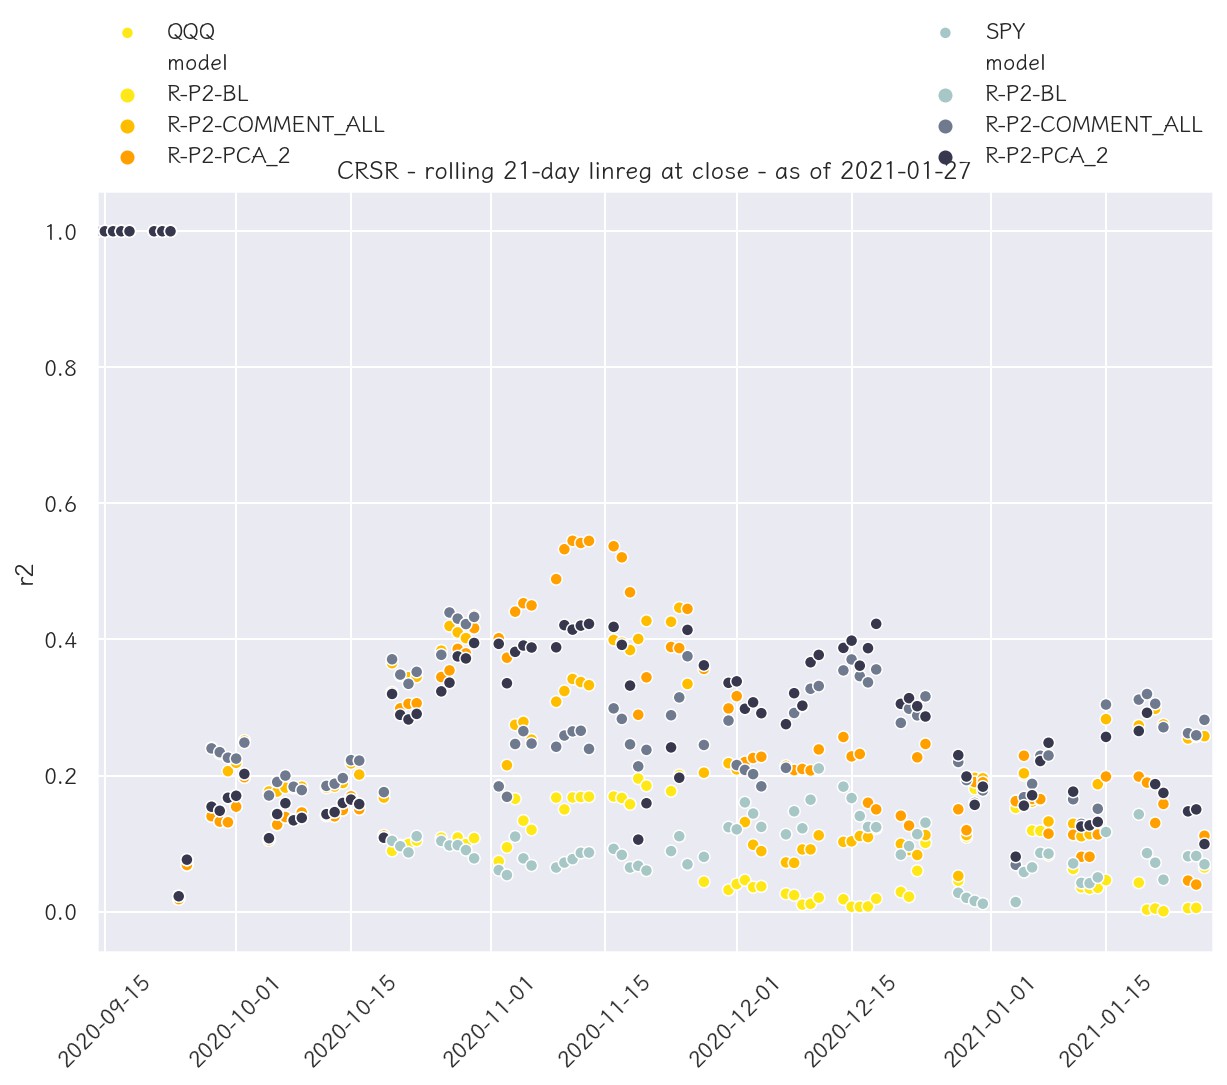 QQQ
model
R-P2-BL
R-P2-COMMENT_ALL
R-P2-PCA_2
SPY
model
R-P2-BL
R-P2-COMMENT_ALL
R-P2-PCA_2
CRSR - rolling 21-day linreg at close - as of 2021-01-27
1.0
0.8
0.6
0.4
0.2
0.0
r2
2020-09-15
2020-10-01
2020-10-15
2020-11-01
2020-11-15
2020-12-01
2020-12-15
2021-01-01
2021-01-15